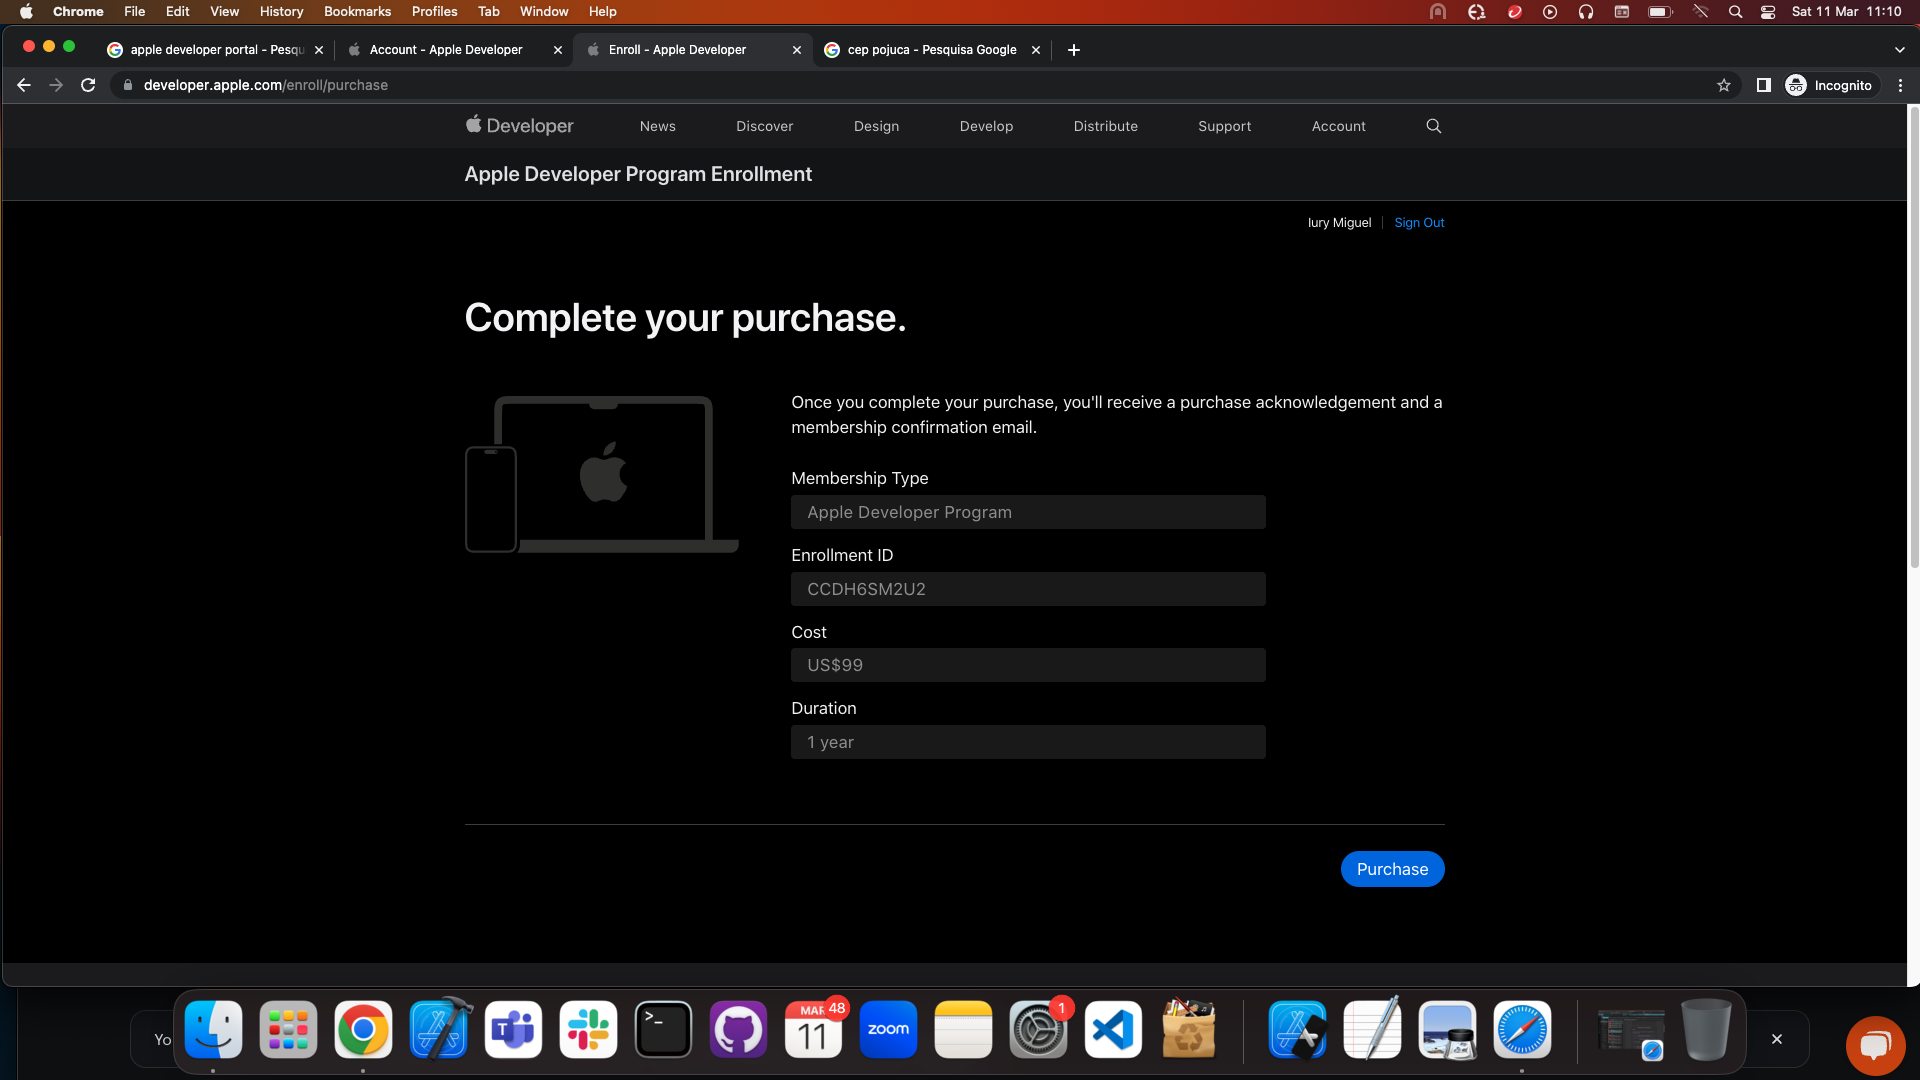 Chrome File Edit View History Bookmarks Profiles Tab Window Help Sat 11 Mar 11:10
apple developer portal - Pesqu
Account - Apple Developer
Enroll - Apple Developer
cep pojuca - Pesquisa Google
developer.apple.com/enroll/purchase
Incognito
Developer News Discover Design Develop Distribute Support Account
Apple Developer Program Enrollment
Iury Miguel Sign Out
Complete your purchase.
Once you complete your purchase, you'll receive a purchase acknowledgement and a
membership confirmation email.
Membership Type
Apple Developer Program
Enrollment ID
CCDH6SM2U2
Cost
US$99
Duration
1 year
Purchase
Yo
MAR 48
11
zoom
1